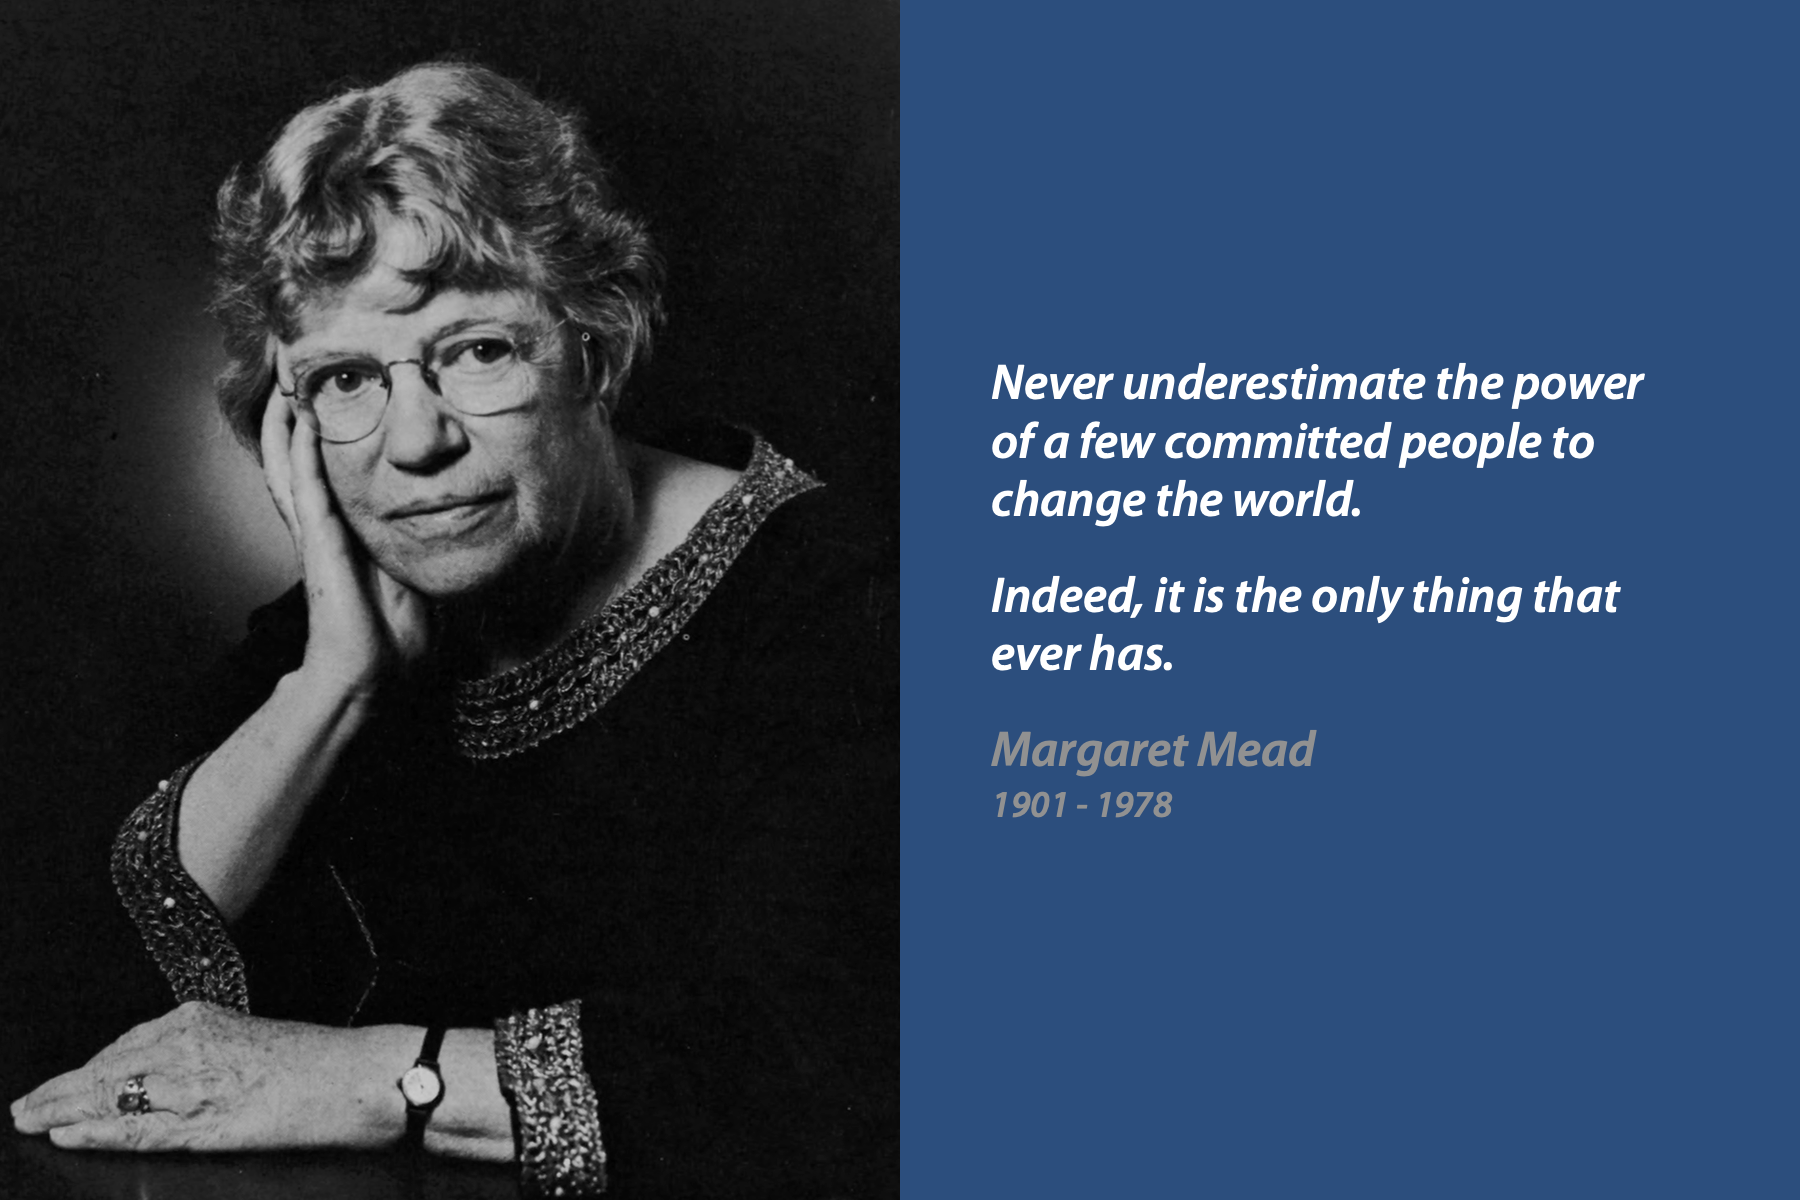 Never underestimate the power
of a few committed people to
change the world.
Indeed, it is the only thing that
ever has.
Margaret Mead
1901 - 1978